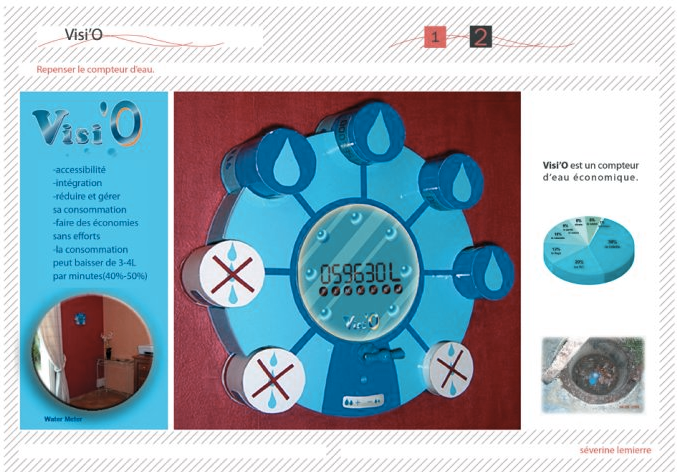 Visi'O
1
2
Repenser le compteur d'eau.
Visi'O
-accessibilité
-intégration
-réduire et gérer
sa consommation
-faire des économies
sans efforts
-la consommation
peut baisser de 3-4L
par minutes(40%-50%)
Water Meter
059630L
Visi'O
Visi'O est un compteur
d'eau économique.
séverine lemierre